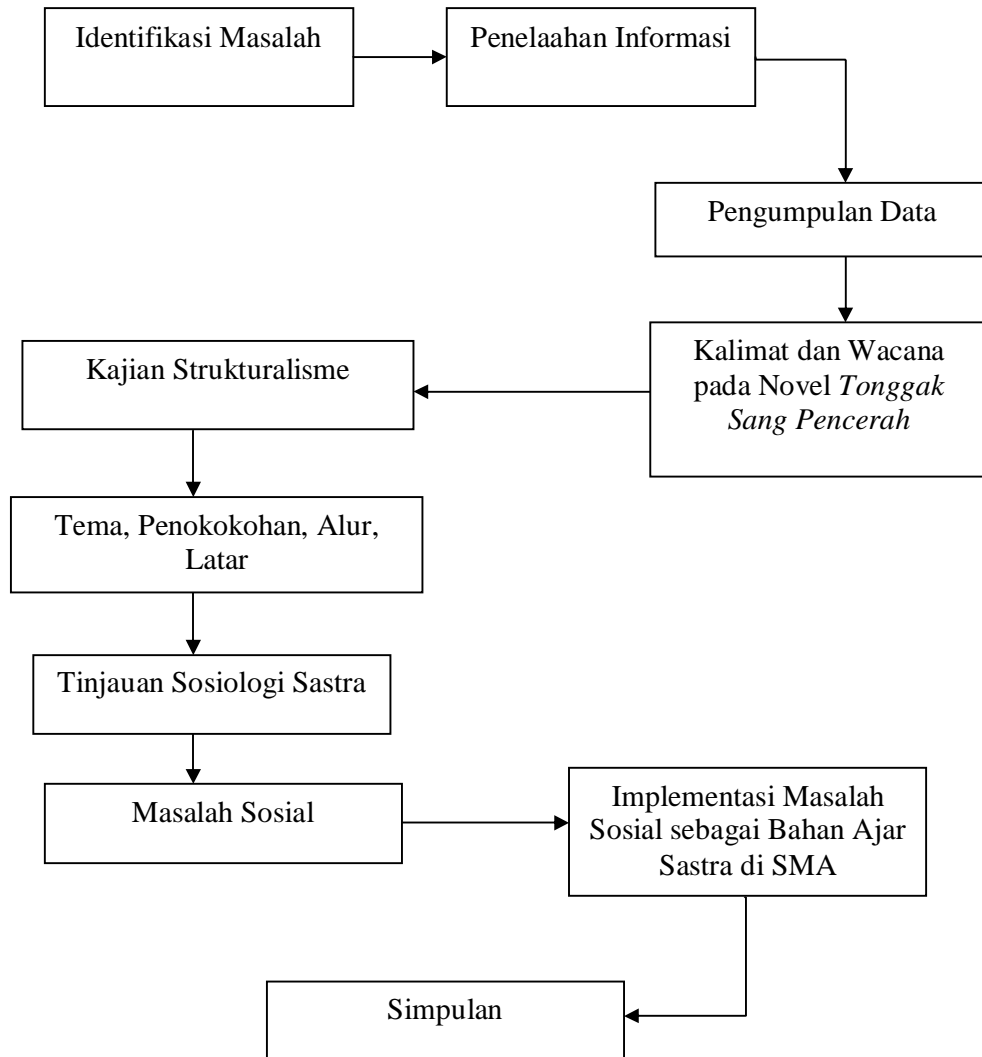 Identifikasi Masalah
Penelaahan Informasi
Pengumpulan Data
Kalimat dan Wacana
pada Novel Tonggak
Sang Pencerah
Kajian Strukturalisme
Tema, Penokokohan, Alur,
Latar
Tinjauan Sosiologi Sastra
Masalah Sosial
Implementasi Masalah
Sosial sebagai Bahan Ajar
Sastra di SMA
Simpulan